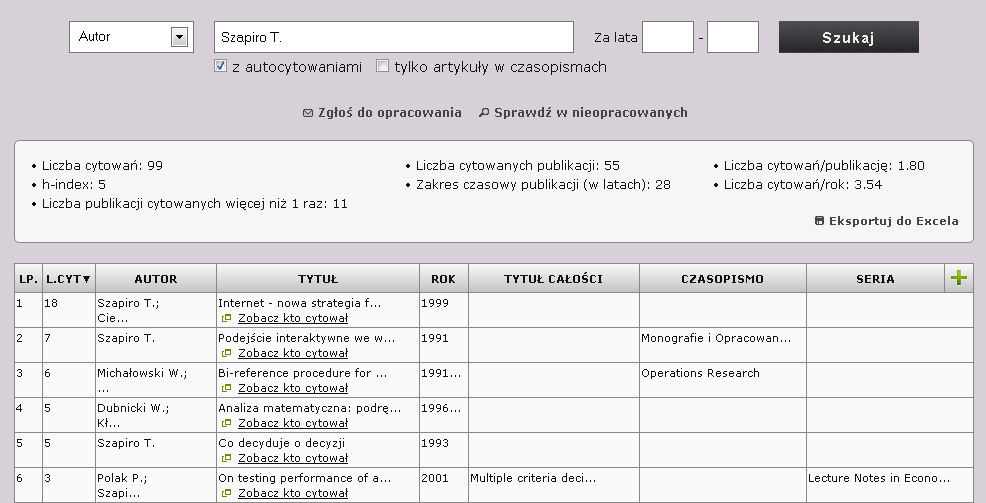 Autor Szapiro T. Za lata - Szukaj
z autocytowaniami tylko artykuły w czasopismach
Zgłoś do opracowania Sprawdź w nieopracowanych
• Liczba cytowań: 99 • Liczba cytowanych publikacji: 55 • Liczba cytowań/publikację: 1.80
• h-index: 5 • Zakres czasowy publikacji (w latach): 28 • Liczba cytowań/rok: 3.54
• Liczba publikacji cytowanych więcej niż 1 raz: 11
Eksportuj do Excela
LP. L.CYT▼ AUTOR TYTUŁ ROK TYTUŁ CAŁOŚCI CZASOPISMO SERIA
1 18 Szapiro T.; Internet - nowa strategia f... 1999
Cie... Zobacz kto cytował
2 7 Szapiro T. Podejście interaktywne we w... 1991 Monografie i Opracowan...
Zobacz kto cytował
3 6 Michałowski W.; Bi-reference procedure for ... 1991... Operations Research
... Zobacz kto cytował
4 5 Dubnicki W.; Analiza matematyczna: podrę... 1996...
Kł... Zobacz kto cytował
5 5 Szapiro T. Co decyduje o decyzji 1993
Zobacz kto cytował
6 3 Polak P.; On testing performance of a... 2001 Multiple criteria deci... Lecture Notes in Econo...
Szapi... Zobacz kto cytował